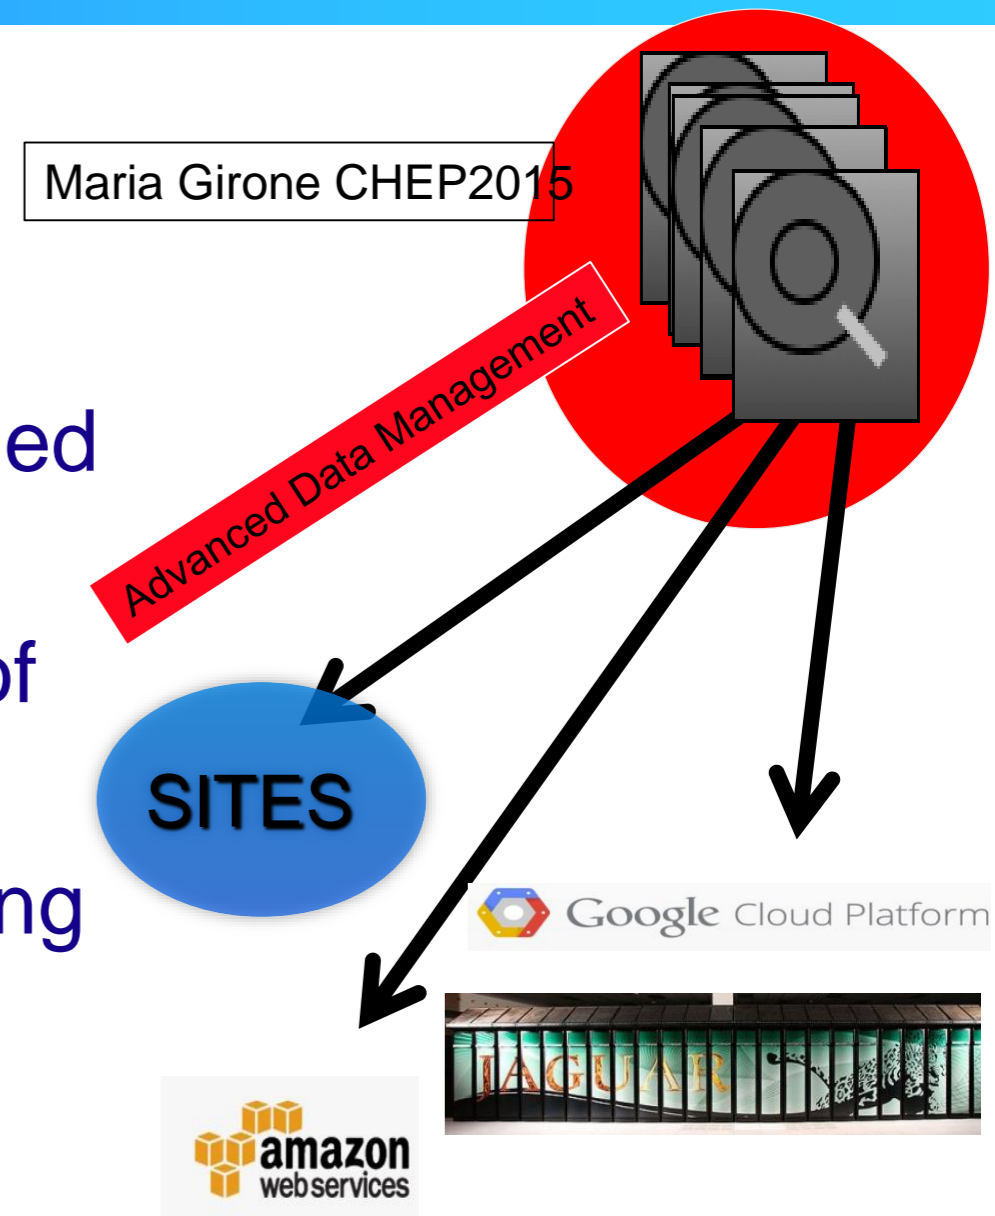 Maria Girone CHEP2015
Advanced Data Management
ed
of
SITES
ng
Google Cloud Platform
JAGUAR
amazon
webservices